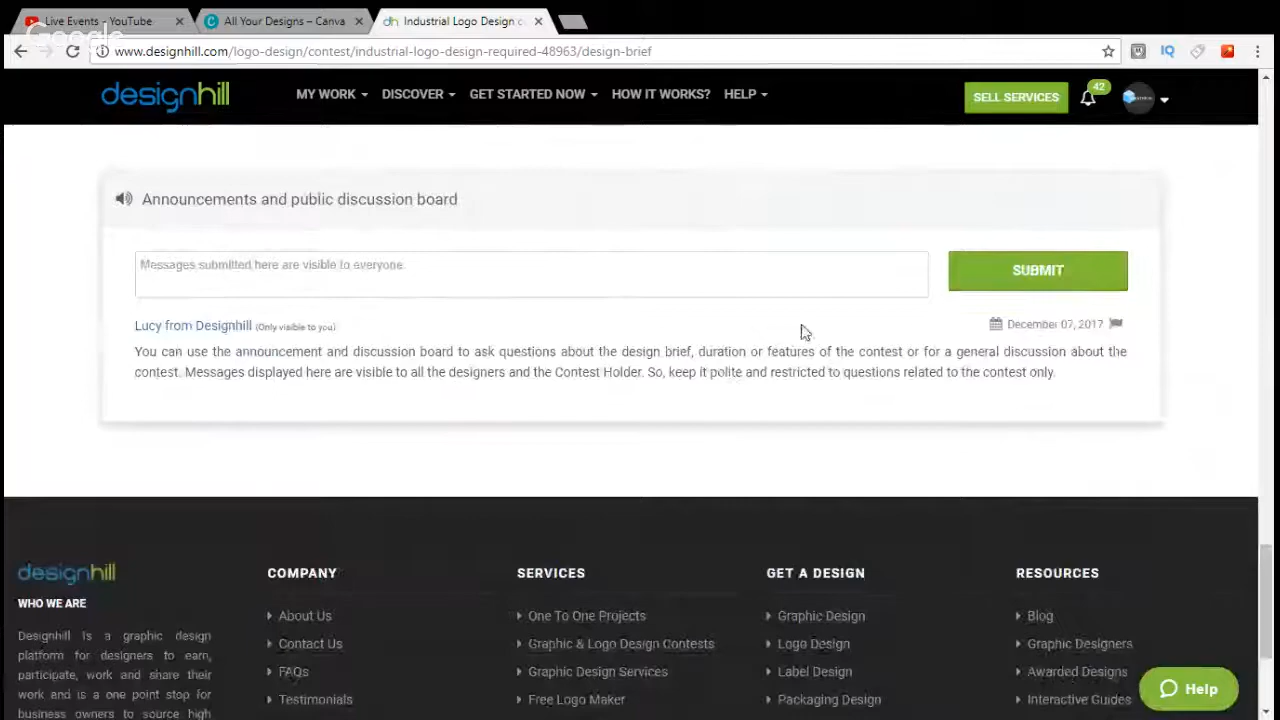 Live Events - YouTube
All Your Designs – Canva
Industrial Logo Design c
Google
www.designhill.com/logo-design/contest/industrial-logo-design-required-48963/design-brief
IQ
designhill
MY WORK
DISCOVER
GET STARTED NOW
HOW IT WORKS?
HELP
SELL SERVICES
42
Announcements and public discussion board
Messages submitted here are visible to everyone
SUBMIT
Lucy from Designhill (Only visible to you)
December 07, 2017
You can use the announcement and discussion board to ask questions about the design brief, duration or features of the contest or for a general discussion about the
contest. Messages displayed here are visible to all the designers and the Contest Holder. So, keep it polite and restricted to questions related to the contest only.
designhill
WHO WE ARE
Designhill is a graphic design
platform for designers to earn,
participate, work and share their
work and is a one point stop for
business owners to source high
COMPANY
About Us
Contact Us
FAQs
Testimonials
SERVICES
One To One Projects
Graphic & Logo Design Contests
Graphic Design Services
Free Logo Maker
GET A DESIGN
Graphic Design
Logo Design
Label Design
Packaging Design
RESOURCES
Blog
Graphic Designers
Awarded Designs
Interactive Guides
Help